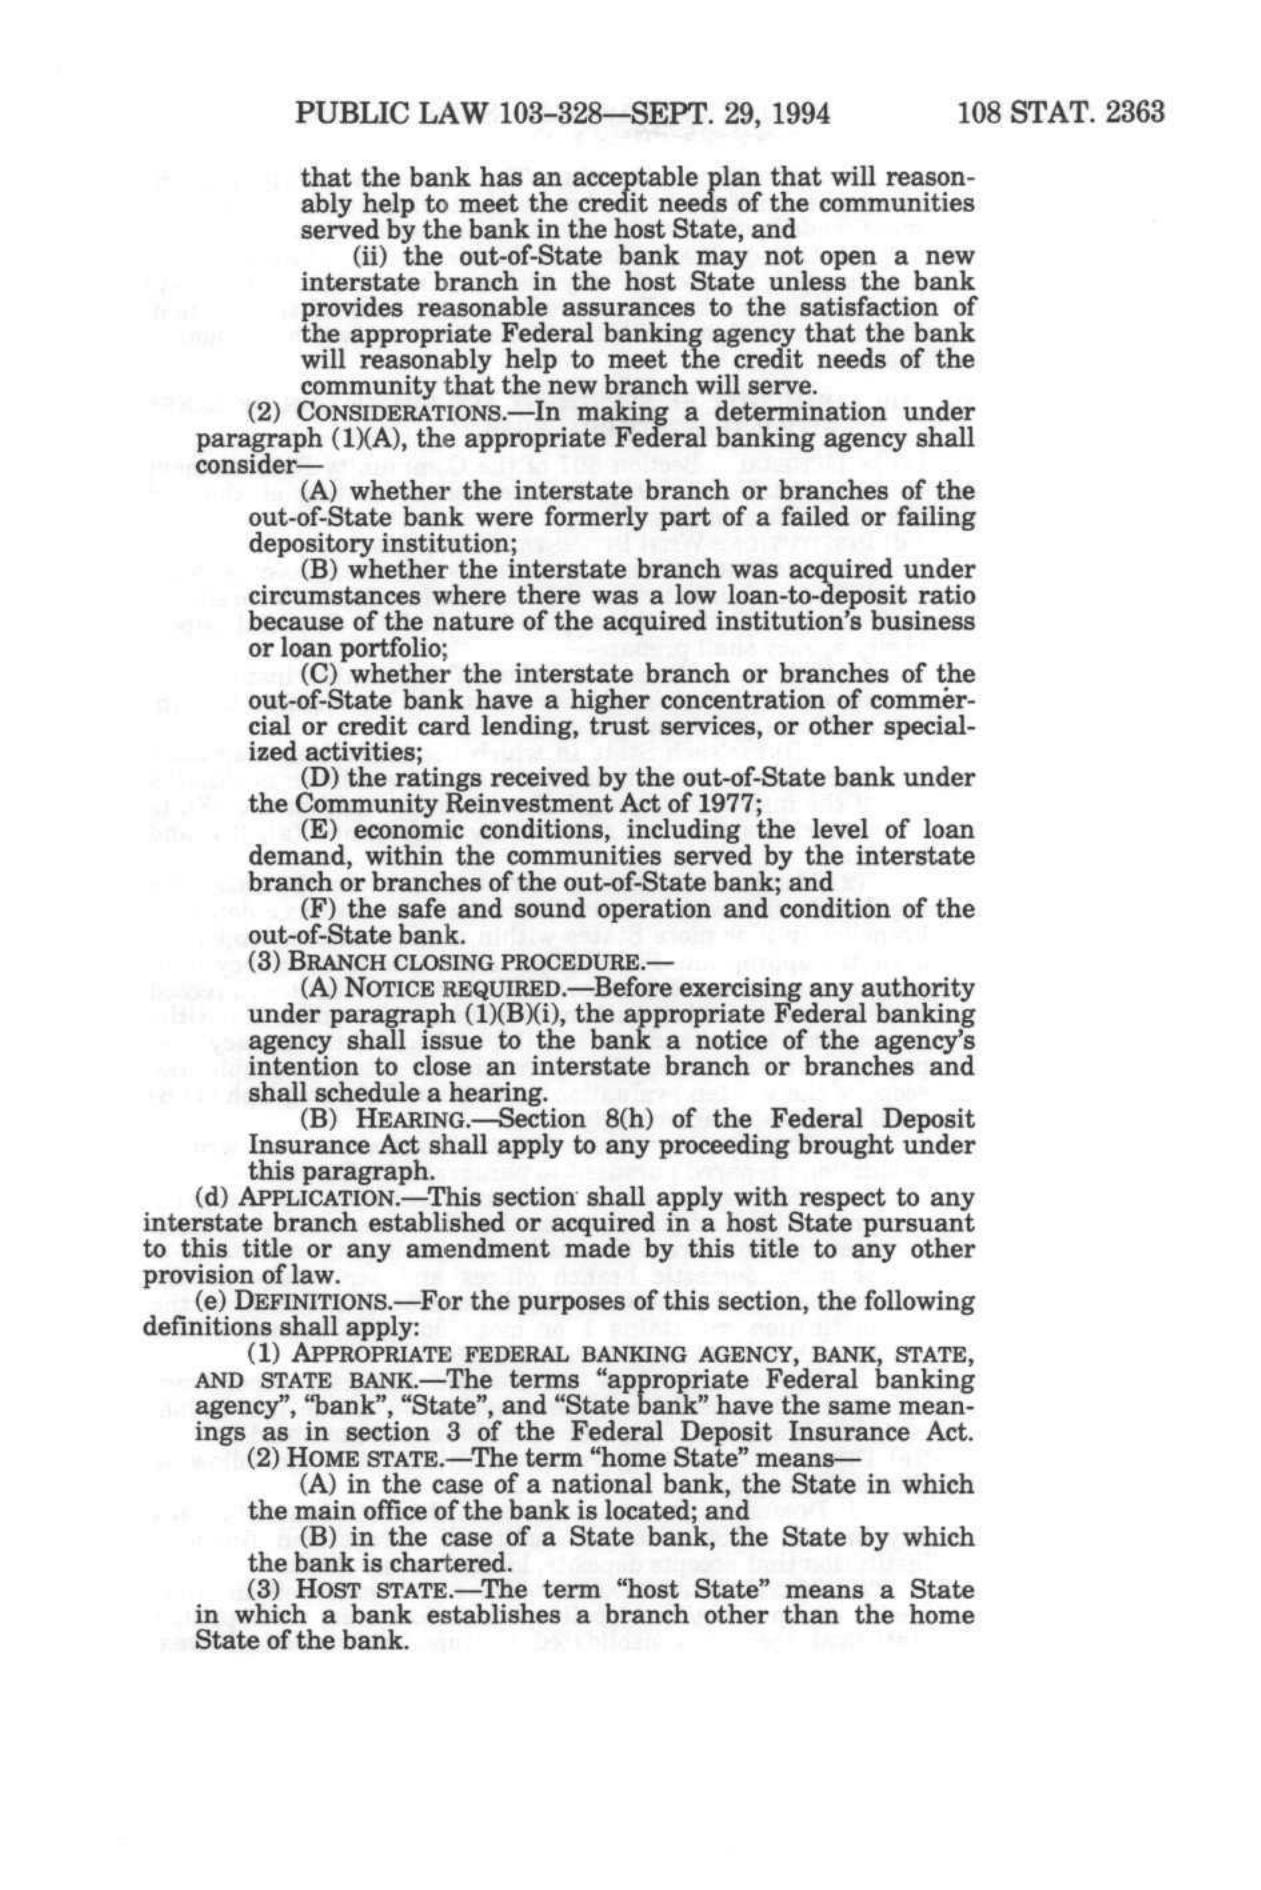 PUBLIC LAW 103–328—SEPT. 29, 1994 108 STAT. 2363
that the bank has an acceptable plan that will reason-
ably help to meet the credit needs of the communities
served by the bank in the host State, and
(ii) the out-of-State bank may not open a new
interstate branch in the host State unless the bank
provides reasonable assurances to the satisfaction of
the appropriate Federal banking agency that the bank
will reasonably help to meet the credit needs of the
community that the new branch will serve.
(2) CONSIDERATIONS.—In making a determination under
paragraph (1)(A), the appropriate Federal banking agency shall
consider—
(A) whether the interstate branch or branches of the
out-of-State bank were formerly part of a failed or failing
depository institution;
(B) whether the interstate branch was acquired under
circumstances where there was a low loan-to-deposit ratio
because of the nature of the acquired institution's business
or loan portfolio;
(C) whether the interstate branch or branches of the
out-of-State bank have a higher concentration of commer-
cial or credit card lending, trust services, or other special-
ized activities;
(D) the ratings received by the out-of-State bank under
the Community Reinvestment Act of 1977;
(E) economic conditions, including the level of loan
demand, within the communities served by the interstate
branch or branches of the out-of-State bank; and
(F) the safe and sound operation and condition of the
out-of-State bank.
(3) BRANCH CLOSING PROCEDURE.—
(A) NOTICE REQUIRED.—Before exercising any authority
under paragraph (1)(B)(i), the appropriate Federal banking
agency shall issue to the bank a notice of the agency's
intention to close an interstate branch or branches and
shall schedule a hearing.
(B) HEARING.—Section 8(h) of the Federal Deposit
Insurance Act shall apply to any proceeding brought under
this paragraph.
(d) APPLICATION.—This section shall apply with respect to any
interstate branch established or acquired in a host State pursuant
to this title or any amendment made by this title to any other
provision of law.
(e) DEFINITIONS.—For the purposes of this section, the following
definitions shall apply:
(1) APPROPRIATE FEDERAL BANKING AGENCY, BANK, STATE,
AND STATE BANK.—The terms "appropriate Federal banking
agency", "bank", "State", and "State bank" have the same mean-
ings as in section 3 of the Federal Deposit Insurance Act.
(2) HOME STATE.—The term "home State" means—
(A) in the case of a national bank, the State in which
the main office of the bank is located; and
(B) in the case of a State bank, the State by which
the bank is chartered.
(3) HOST STATE.—The term "host State" means a State
in which a bank establishes a branch other than the home
State of the bank.